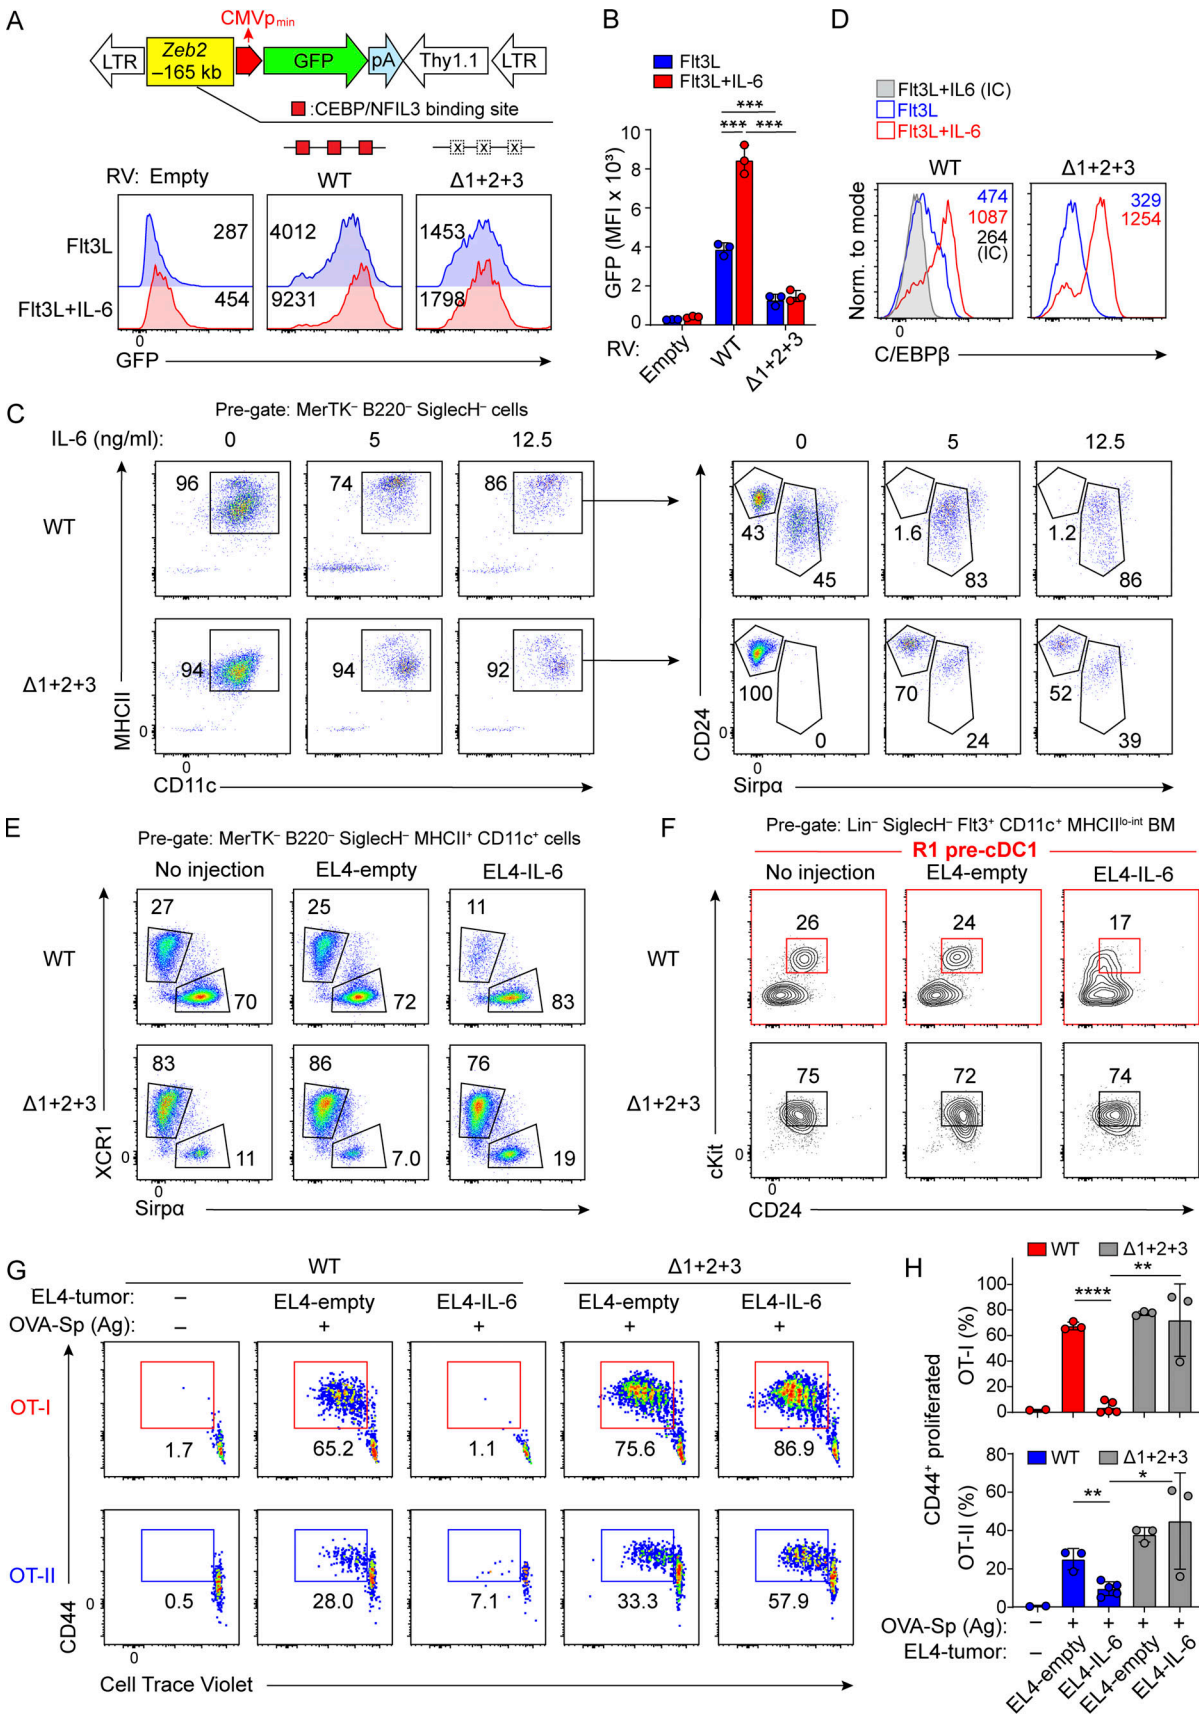 A
CMVpmin
LTR
Zeb2
–165 kb
GFP
pA
Thy1.1
LTR
:CEBP/NFIL3 binding site
x x x
RV: Empty WT Δ1+2+3
Flt3L
287 4012 1453
Flt3L+IL-6
454 9231 1798
0
GFP
B
Flt3L
Flt3L+IL-6
***
*** ***
GFP (MFI x 10³)
10
8
6
4
2
0
RV:
Empty
WT
Δ1+2+3
D
Flt3L+IL6 (IC)
Flt3L
Flt3L+IL-6
WT Δ1+2+3
Norm. to mode
474
1087
264
(IC)
329
1254
0
C/EBPβ
C
Pre-gate: MerTK– B220– SiglecH– cells
IL-6 (ng/ml): 0 5 12.5
0 5 12.5
WT
96 74 86
43 1.6 1.2
45 83 86
Δ1+2+3
94 94 92
100 70 52
0 24 39
MHCII
0
0
CD11c
CD24
0
0
Sirpα
E
Pre-gate: MerTK– B220– SiglecH– MHCII+ CD11c+ cells
No injection EL4-empty EL4-IL-6
WT
27 25 11
70 72 83
Δ1+2+3
83 86 76
11 7.0 19
XCR1
0
0
Sirpα
F
Pre-gate: Lin– SiglecH– Flt3+ CD11c+ MHCIIlo-int BM
R1 pre-cDC1
No injection EL4-empty EL4-IL-6
WT
26 24 17
Δ1+2+3
75 72 74
cKit
0
0
CD24
G
WT Δ1+2+3
EL4-tumor: – EL4-empty EL4-IL-6 EL4-empty EL4-IL-6
OVA-Sp (Ag): – + + + +
OT-I
1.7 65.2 1.1 75.6 86.9
OT-II
0.5 28.0 7.1 33.3 57.9
CD44
0
0
Cell Trace Violet
H
WT Δ1+2+3
**
****
100
80
60
40
20
0
OT-I (%)
CD44+ proliferated
WT Δ1+2+3
*
**
80
60
40
20
0
OT-II (%)
OVA-Sp (Ag): – + + + +
EL4-tumor: –
EL4-empty
EL4-IL-6
EL4-empty
EL4-IL-6